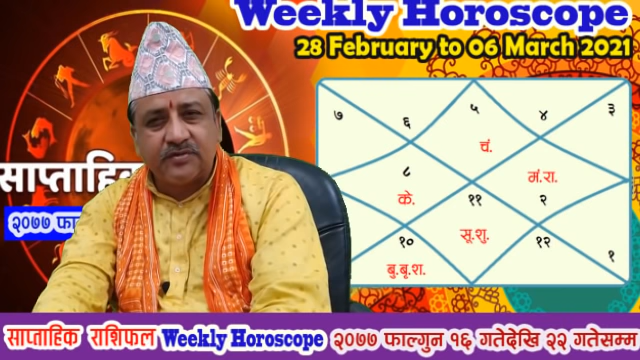 Weekly Horoscope
28 February to 06 March 2021
५
७ ६ ४ ३
चं.
मं.रा.
८
के.
११ २
सू.शु.
१० १२ १
बु.बृ.श.
साप्ताहिक
२०७७ फा
साप्ताहिक राशिफल Weekly Horoscope २०७७ फाल्गुन १६ गतेदेखि २२ गतेसम्म